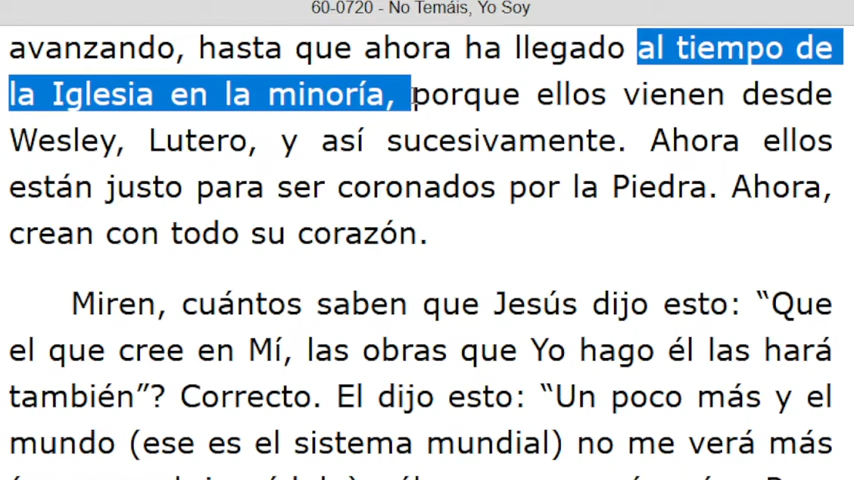 60-0720 - No Temáis, Yo Soy
avanzando, hasta que ahora ha llegado al tiempo de
la Iglesia en la minoría, porque ellos vienen desde
Wesley, Lutero, y así sucesivamente. Ahora ellos
están justo para ser coronados por la Piedra. Ahora,
crean con todo su corazón.
Miren, cuántos saben que Jesús dijo esto: “Que
el que cree en Mí, las obras que Yo hago él las hará
también”? Correcto. El dijo esto: “Un poco más y el
mundo (ese es el sistema mundial) no me verá más